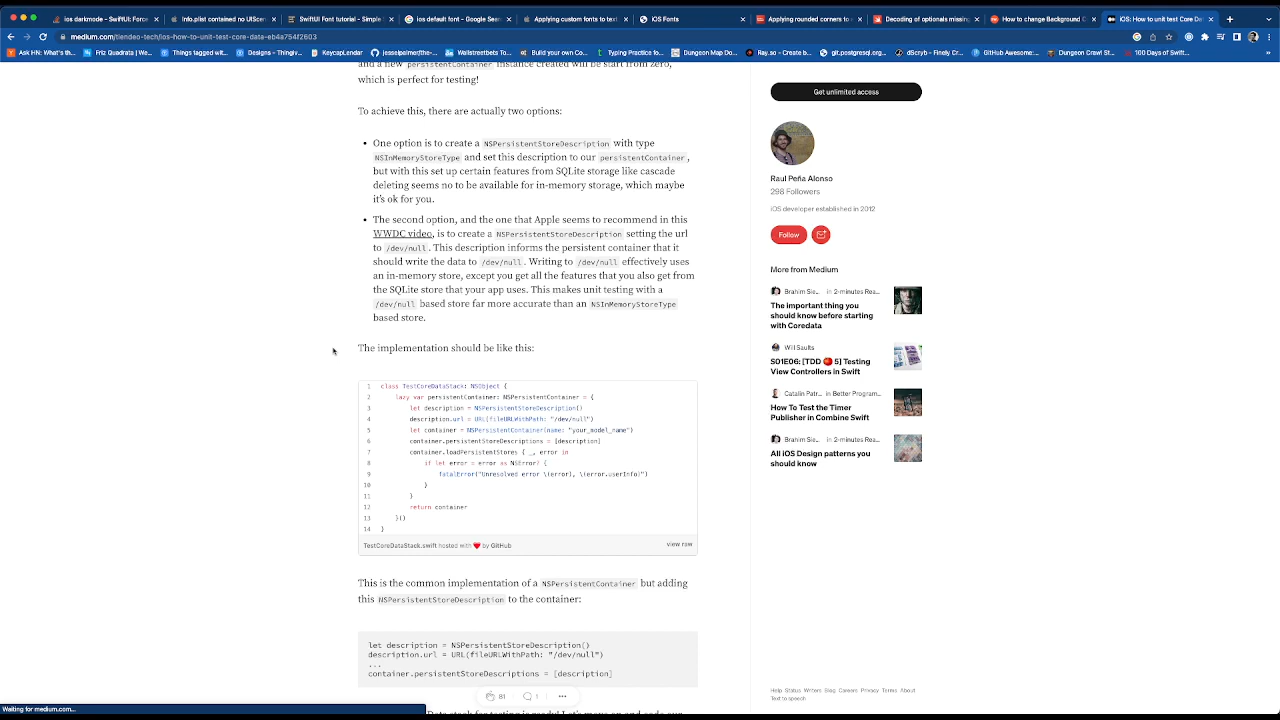 ios darkmode - SwiftUI: Force
Info.plist contained no UIScen
SwiftUI Font tutorial - Simple
ios default font - Google Sear
Applying custom fonts to text
iOS Fonts
Applying rounded corners to
Decoding of optionals missing
How to change Background C
iOS: How to unit test Core Da
medium.com/tiendeo-tech/ios-how-to-unit-test-core-data-eb4a754f2603
Ask HN: What's th...
Friz Quadrata | We...
Things tagged wit...
Designs - Thingiv...
KeycapLendar
jesselpalmer/the-...
Wallstreetbets To...
Build your own Co...
Typing Practice fo...
Dungeon Map Do...
Ray.so - Create b...
git.postgresql.org...
dScryb – Finely Cr...
GitHub Awesome:...
Dungeon Crawl St...
100 Days of Swift...
»
and a new persistentContainer instance created will be start from zero,
which is perfect for testing!
To achieve this, there are actually two options:
• One option is to create a NSPersistentStoreDescription with type
NSInMemoryStoreType and set this description to our persistentContainer,
but with this set up certain features from SQLite storage like cascade
deleting seems no to be available for in-memory storage, which maybe
it's ok for you.
• The second option, and the one that Apple seems to recommend in this
WWDC video, is to create a NSPersistentStoreDescription setting the url
to /dev/null. This description informs the persistent container that it
should write the data to /dev/null. Writing to /dev/null effectively uses
an in-memory store, except you get all the features that you also get from
the SQLite store that your app uses. This makes unit testing with a
/dev/null based store far more accurate than an NSInMemoryStoreType
based store.
The implementation should be like this:
1 class TestCoreDataStack: NSObject {
2 lazy var persistentContainer: NSPersistentContainer = {
3 let description = NSPersistentStoreDescription()
4 description.url = URL(fileURLWithPath: "/dev/null")
5 let container = NSPersistentContainer(name: "your_model_name")
6 container.persistentStoreDescriptions = [description]
7 container.loadPersistentStores { _, error in
8 if let error = error as NSError? {
9 fatalError("Unresolved error \(error), \(error.userInfo)")
10 }
11 }
12 return container
13 }()
14 }
TestCoreDataStack.swift hosted with ❤ by GitHub
view raw
This is the common implementation of a NSPersistentContainer but adding
this NSPersistentStoreDescription to the container:
let description = NSPersistentStoreDescription()
description.url = URL(fileURLWithPath: "/dev/null")
...
container.persistentStoreDescriptions = [description]
81
1
Get unlimited access
Raul Peña Alonso
298 Followers
iOS developer established in 2012
Follow
More from Medium
Brahim Sie... in 2-minutes Rea...
The important thing you
should know before starting
with Coredata
Will Saults
S01E06: [TDD 🍅 5] Testing
View Controllers in Swift
Catalin Patr... in Better Program...
How To Test the Timer
Publisher in Combine Swift
Brahim Sie... in 2-minutes Rea...
All iOS Design patterns you
should know
Help Status Writers Blog Careers Privacy Terms About
Text to speech
Waiting for medium.com...